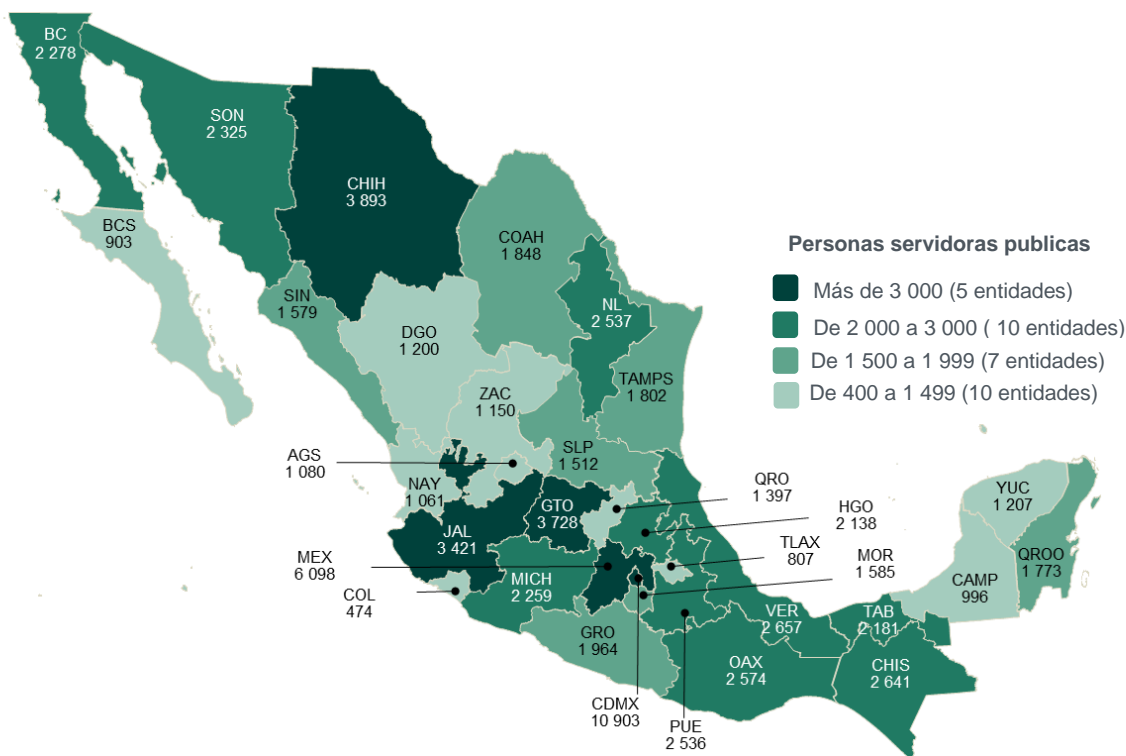 BC
2 278
SON
2 325
CHIH
3 893
BCS
903
COAH
1 848
Personas servidoras publicas
Más de 3 000 (5 entidades)
De 2 000 a 3 000 ( 10 entidades)
De 1 500 a 1 999 (7 entidades)
De 400 a 1 499 (10 entidades)
SIN
1 579
NL
2 537
DGO
1 200
TAMPS
1 802
ZAC
1 150
SLP
1 512
AGS
1 080
NAY
1 061
QRO
1 397
YUC
1 207
GTO
3 728
HGO
2 138
JAL
3 421
TLAX
807
MEX
6 098
MOR
1 585
QROO
1 773
MICH
2 259
CAMP
996
COL
474
VER
2 657
TAB
2 181
GRO
1 964
OAX
2 574
CHIS
2 641
CDMX
10 903
PUE
2 536